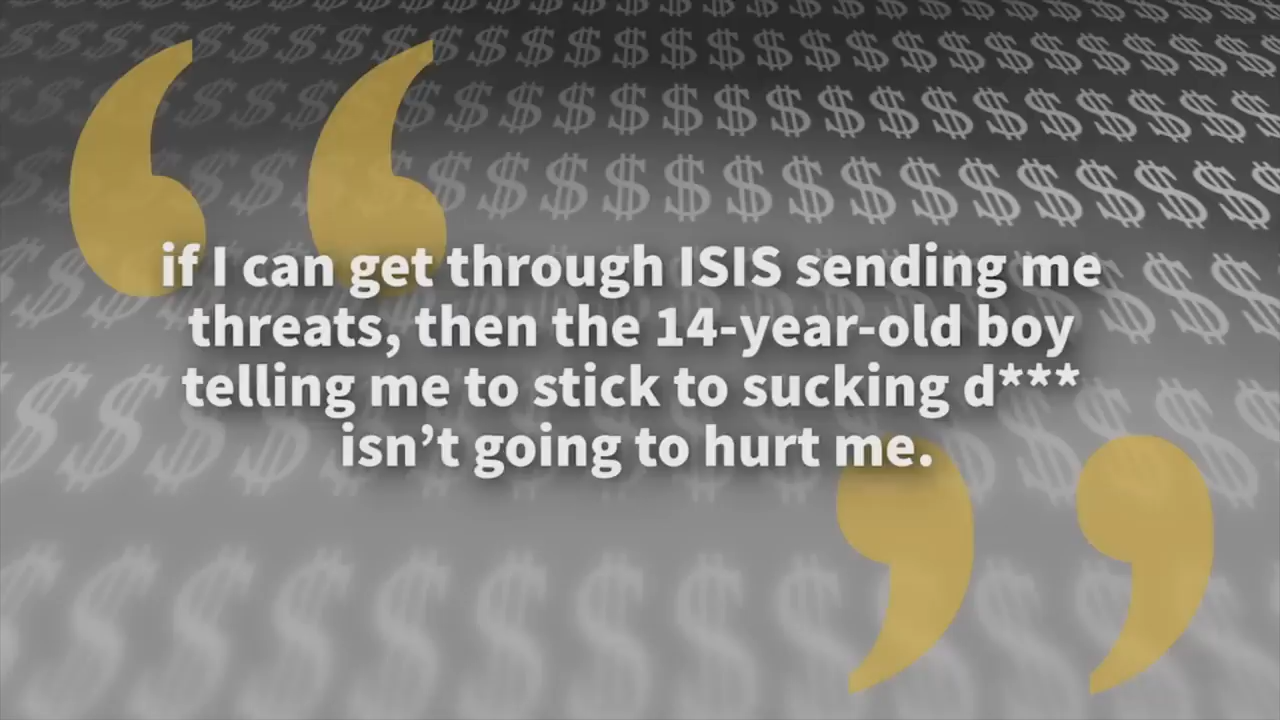 if I can get through ISIS sending me
threats, then the 14-year-old boy
telling me to stick to sucking d***
isn’t going to hurt me.